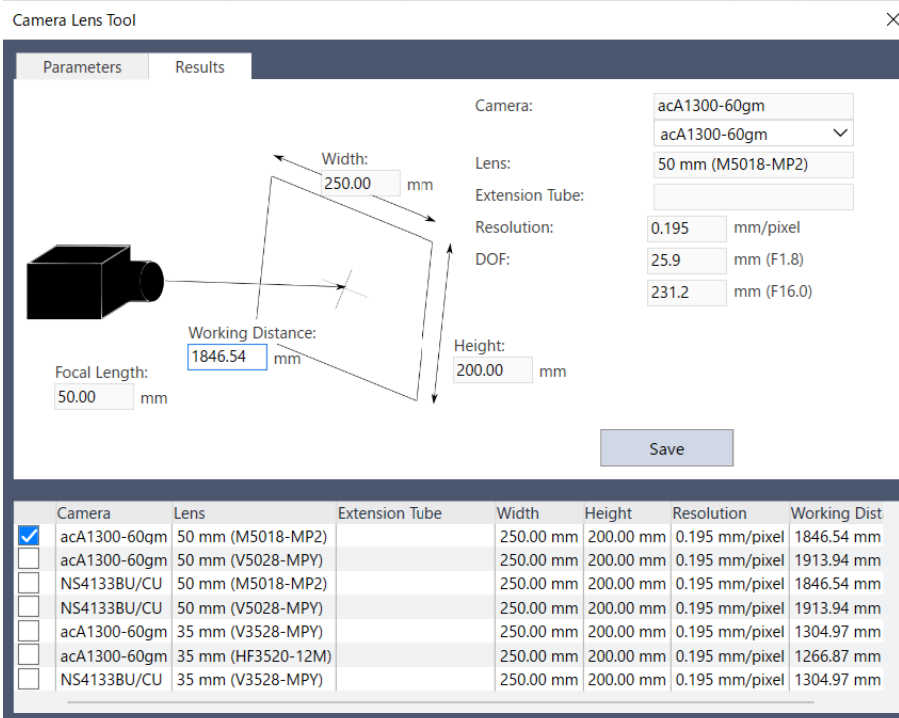 Camera Lens Tool
Parameters Results
Camera: acA1300-60gm
acA1300-60gm
Width:
250.00 mm
Lens: 50 mm (M5018-MP2)
Extension Tube:
Resolution: 0.195 mm/pixel
DOF: 25.9 mm (F1.8)
231.2 mm (F16.0)
Working Distance:
1846.54 mm
Height:
200.00 mm
Focal Length:
50.00 mm
Save
Camera Lens Extension Tube Width Height Resolution Working Dist
acA1300-60gm 50 mm (M5018-MP2) 250.00 mm 200.00 mm 0.195 mm/pixel 1846.54 mm
acA1300-60gm 50 mm (V5028-MPY) 250.00 mm 200.00 mm 0.195 mm/pixel 1913.94 mm
NS4133BU/CU 50 mm (M5018-MP2) 250.00 mm 200.00 mm 0.195 mm/pixel 1846.54 mm
NS4133BU/CU 50 mm (V5028-MPY) 250.00 mm 200.00 mm 0.195 mm/pixel 1913.94 mm
acA1300-60gm 35 mm (V3528-MPY) 250.00 mm 200.00 mm 0.195 mm/pixel 1304.97 mm
acA1300-60gm 35 mm (HF3520-12M) 250.00 mm 200.00 mm 0.195 mm/pixel 1266.87 mm
NS4133BU/CU 35 mm (V3528-MPY) 250.00 mm 200.00 mm 0.195 mm/pixel 1304.97 mm